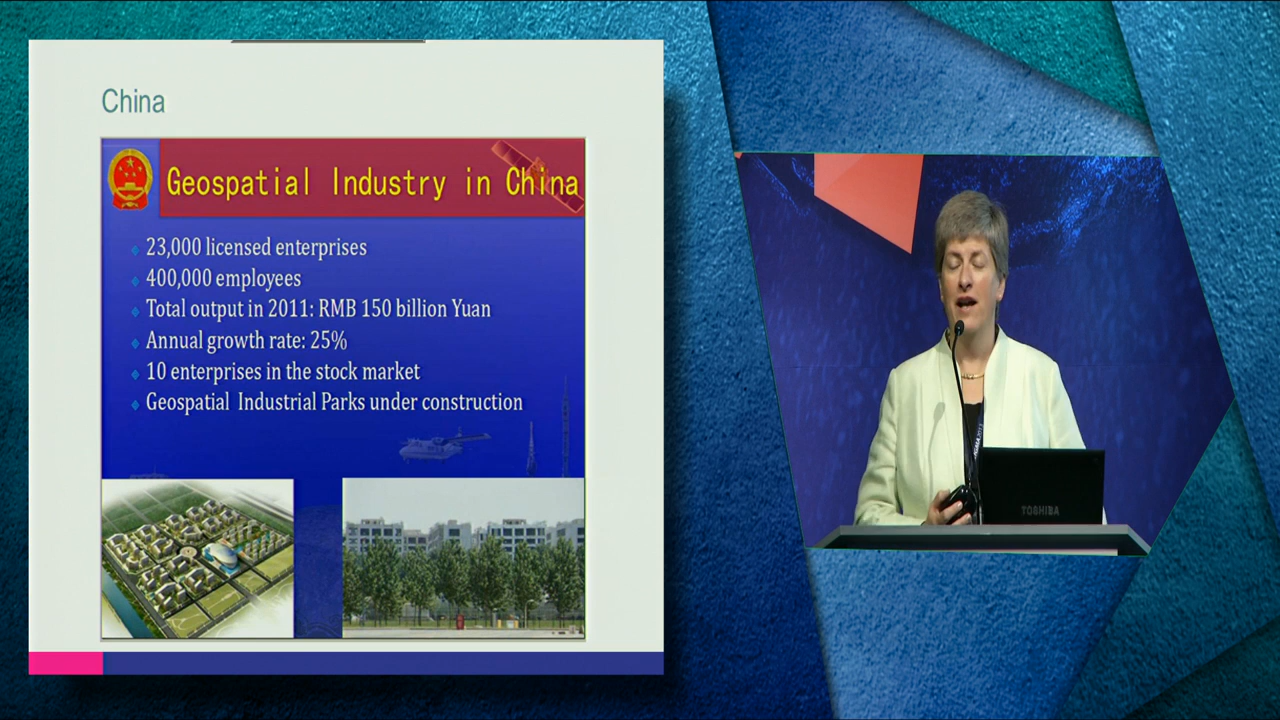 China
Geospatial Industry in China
23,000 licensed enterprises
400,000 employees
Total output in 2011: RMB 150 billion Yuan
Annual growth rate: 25%
10 enterprises in the stock market
Geospatial Industrial Parks under construction
TOSHIBA